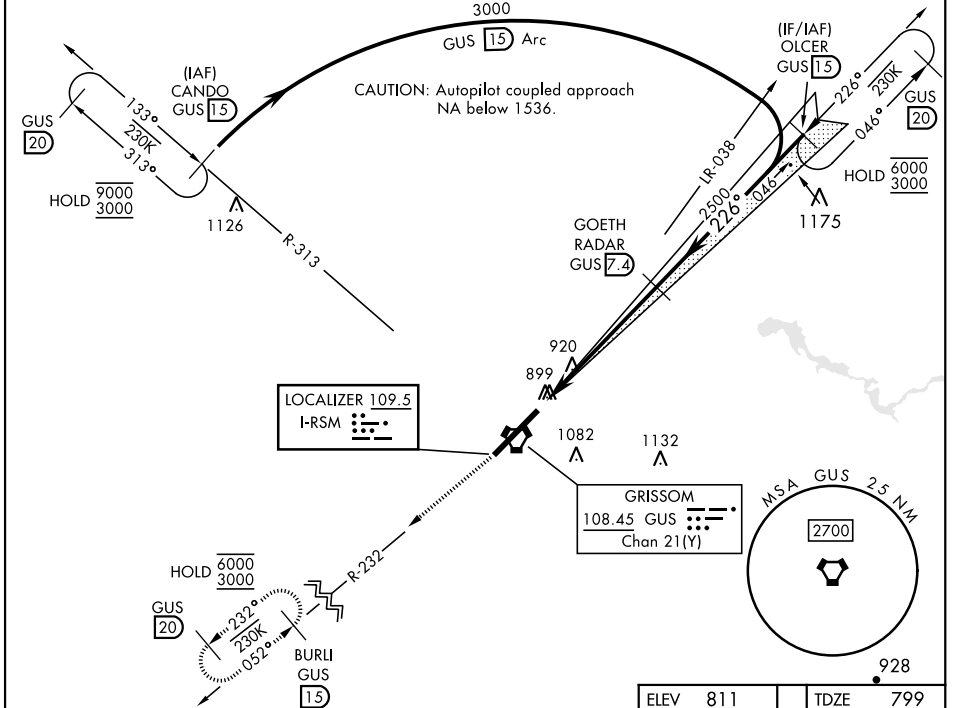 3000
GUS 15 Arc
(IAF)
CANDO
GUS 15
CAUTION: Autopilot coupled approach
NA below 1536.
(IF/IAF)
OLCER
GUS 15
226°
230K
046°
GUS
20
HOLD 6000
3000
GUS
20
133°
230K
313°
HOLD 9000
3000
1126
R-313
LR-038
2500
226°
046
1175
GOETH
RADAR
GUS 7.4
920
899
LOCALIZER 109.5
I-RSM
1082
1132
GRISSOM
108.45 GUS
Chan 21(Y)
MSA GUS 25 NM
2700
R-232
HOLD 6000
3000
GUS
20
232°
230K
052°
BURLI
GUS
15
928
ELEV 811
TDZE 799